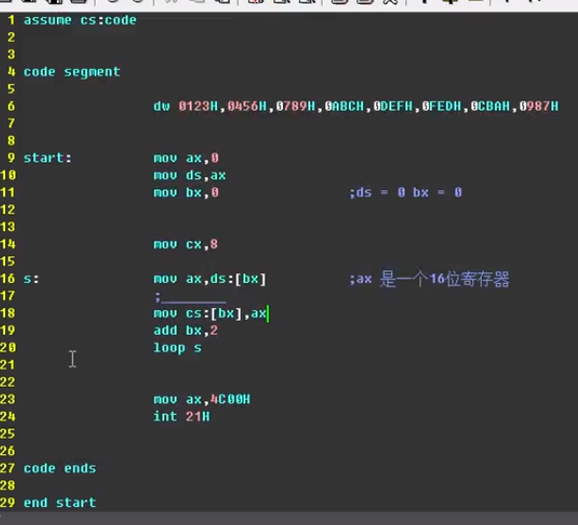 1 assume cs:code
2
3
4 code segment
5
6 dw 0123H,0456H,0789H,0ABCH,0DEFH,0FEDH,0CBAH,0987H
7
8
9 start: mov ax,0
10 mov ds,ax
11 mov bx,0 ;ds = 0 bx = 0
12
13
14 mov cx,8
15
16 s: mov ax,ds:[bx] ;ax 是一个16位寄存器
17 ;________
18 mov cs:[bx],ax
19 add bx,2
20 loop s
21
22
23 mov ax,4C00H
24 int 21H
25
26
27 code ends
28
29 end start